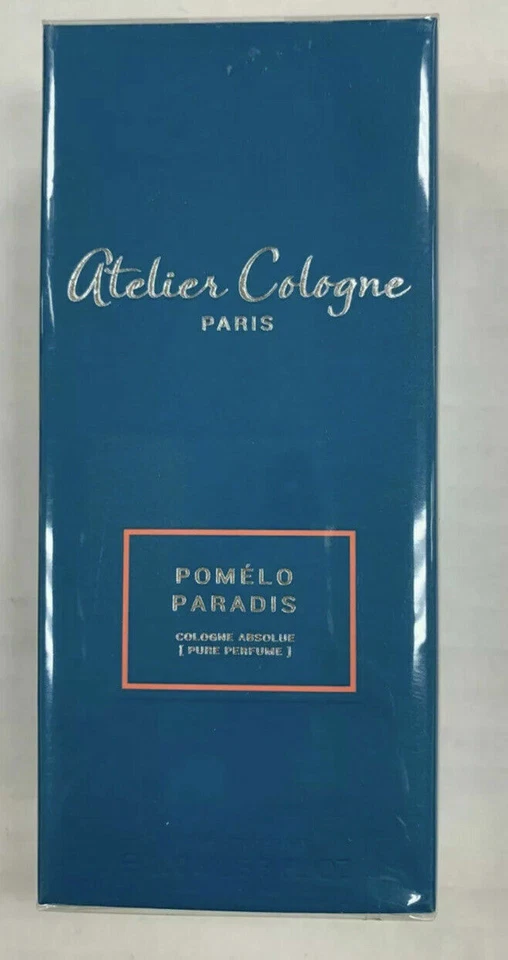 Atelier Cologne
PARIS
POMÉLO
PARADIS
COLOGNE ABSOLUE
[ PURE PERFUME ]